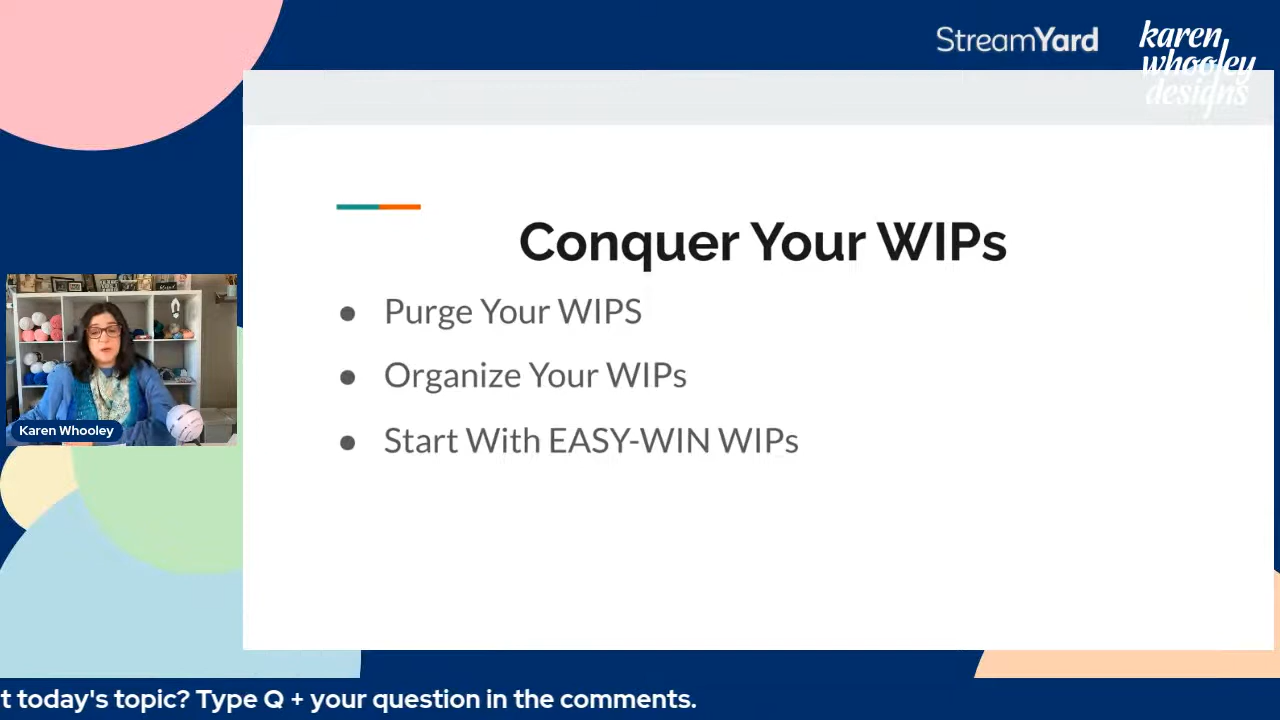 StreamYard
karen
whooley
designs
Conquer Your WIPs
● Purge Your WIPS
● Organize Your WIPs
● Start With EASY-WIN WIPs
Karen Whooley
t today's topic? Type Q + your question in the comments.